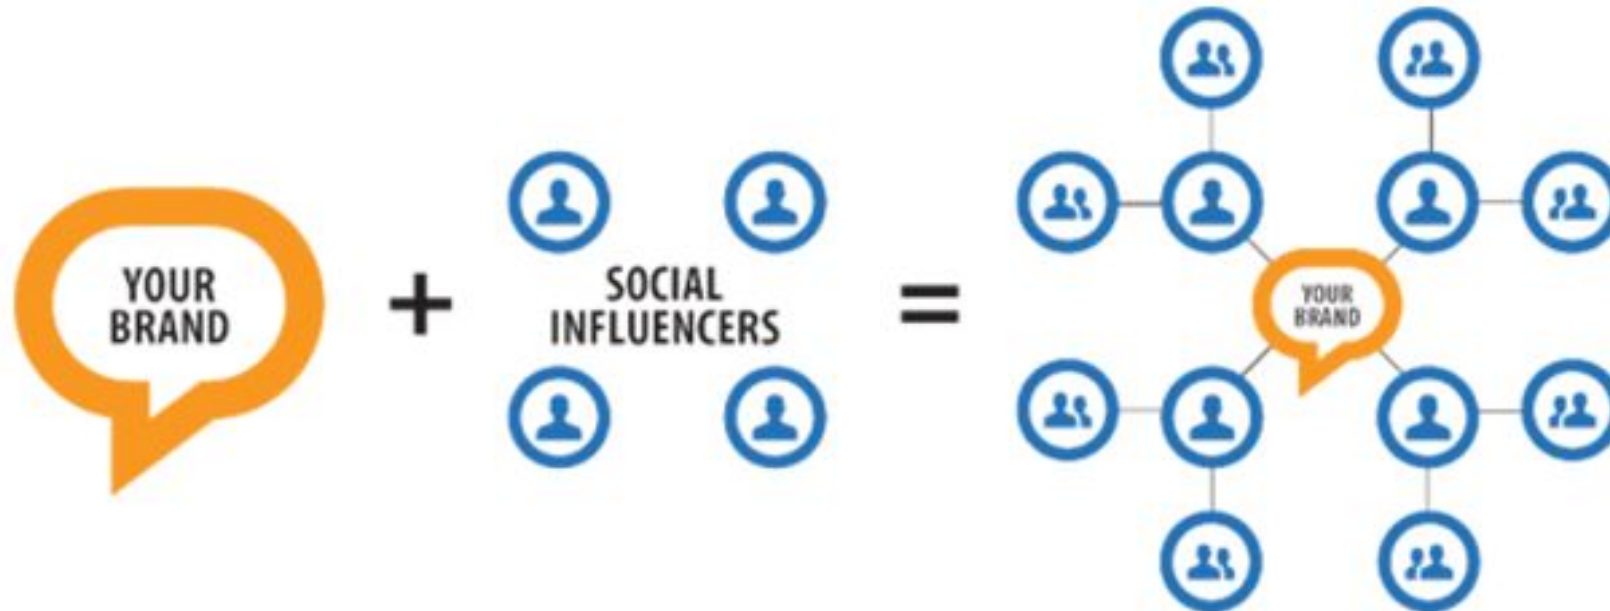 YOUR
BRAND
+
SOCIAL
INFLUENCERS
=
YOUR
BRAND